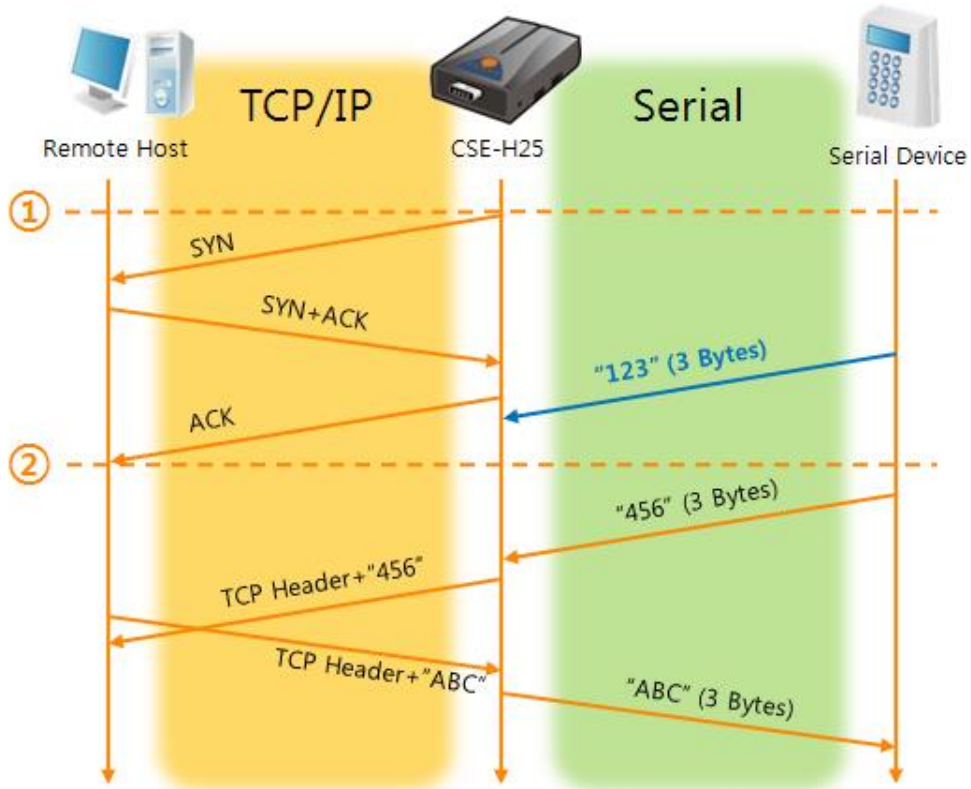 TCP/IP
Serial
Remote Host
CSE-H25
Serial Device
①
SYN
SYN+ACK
“123” (3 Bytes)
ACK
②
“456” (3 Bytes)
TCP Header+“456”
TCP Header+“ABC”
“ABC” (3 Bytes)